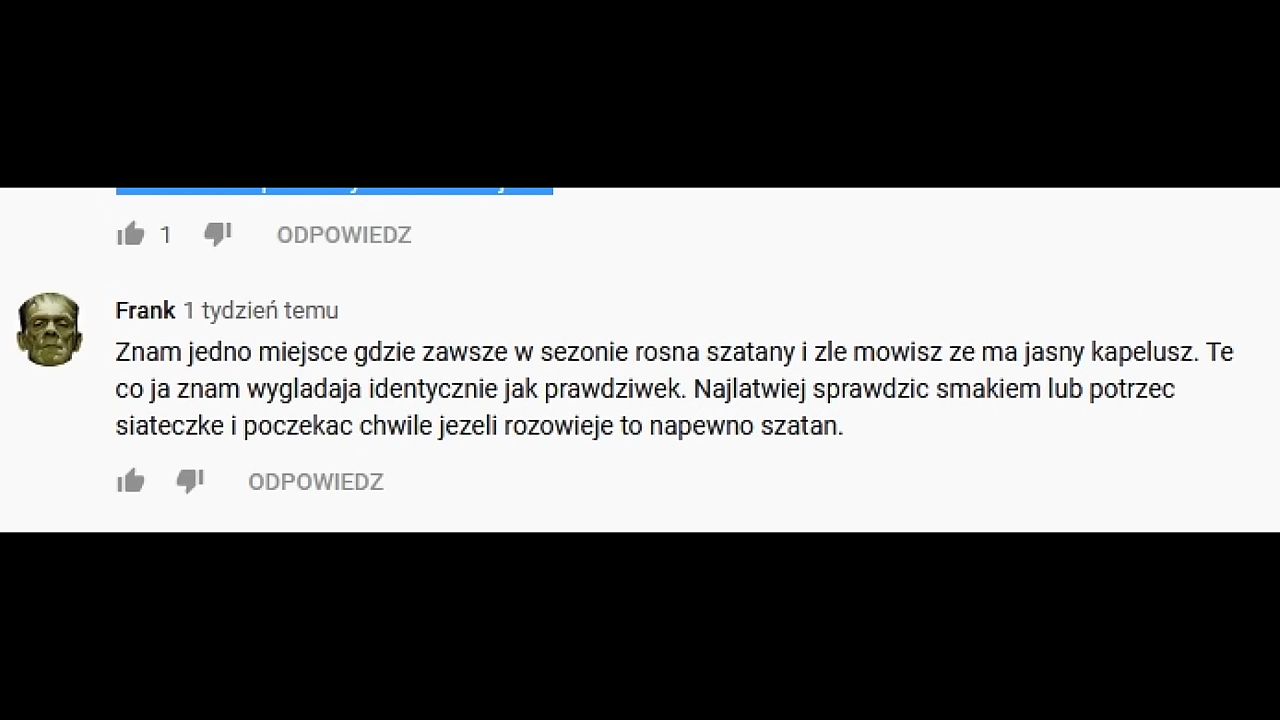 1 ODPOWIEDZ
Frank 1 tydzień temu
Znam jedno miejsce gdzie zawsze w sezonie rosna szatany i zle mowisz ze ma jasny kapelusz. Te
co ja znam wygladaja identycznie jak prawdziwek. Najlatwiej sprawdzic smakiem lub potrzec
siateczke i poczekac chwile jezeli rozowieje to napewno szatan.
ODPOWIEDZ